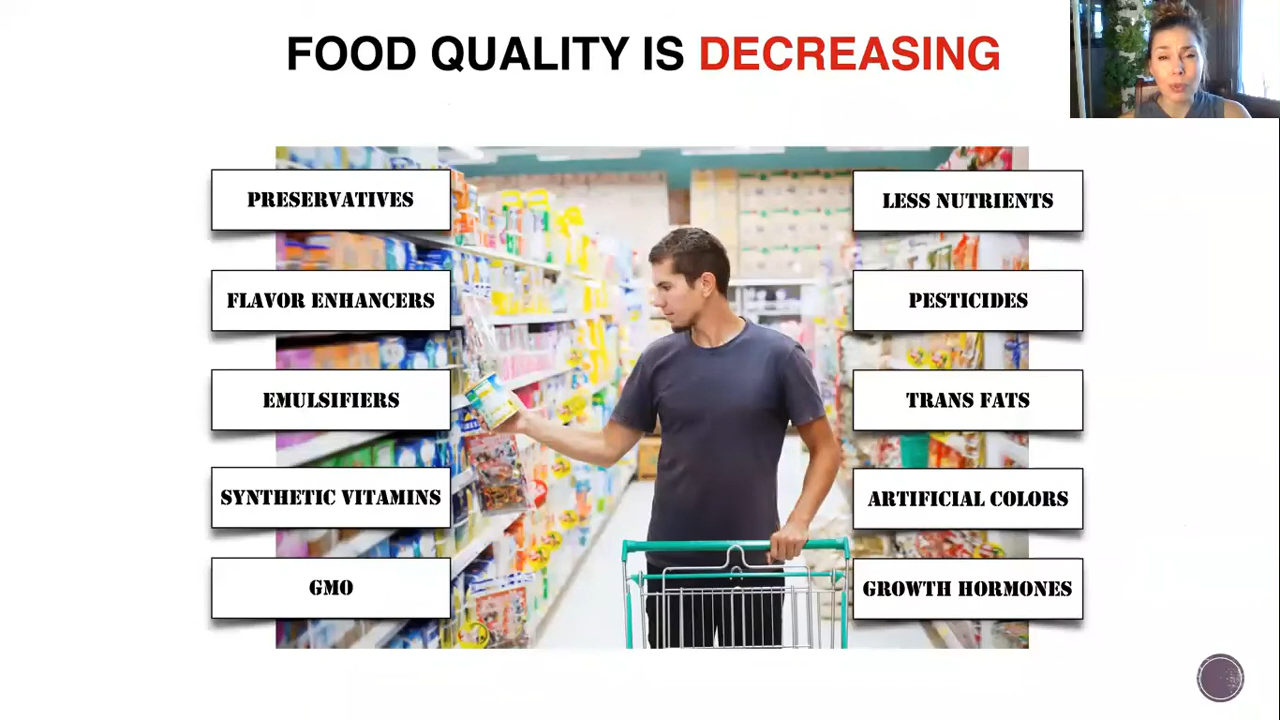 FOOD QUALITY IS DECREASING
PRESERVATIVES
FLAVOR ENHANCERS
EMULSIFIERS
SYNTHETIC VITAMINS
GMO
LESS NUTRIENTS
PESTICIDES
TRANS FATS
ARTIFICIAL COLORS
GROWTH HORMONES